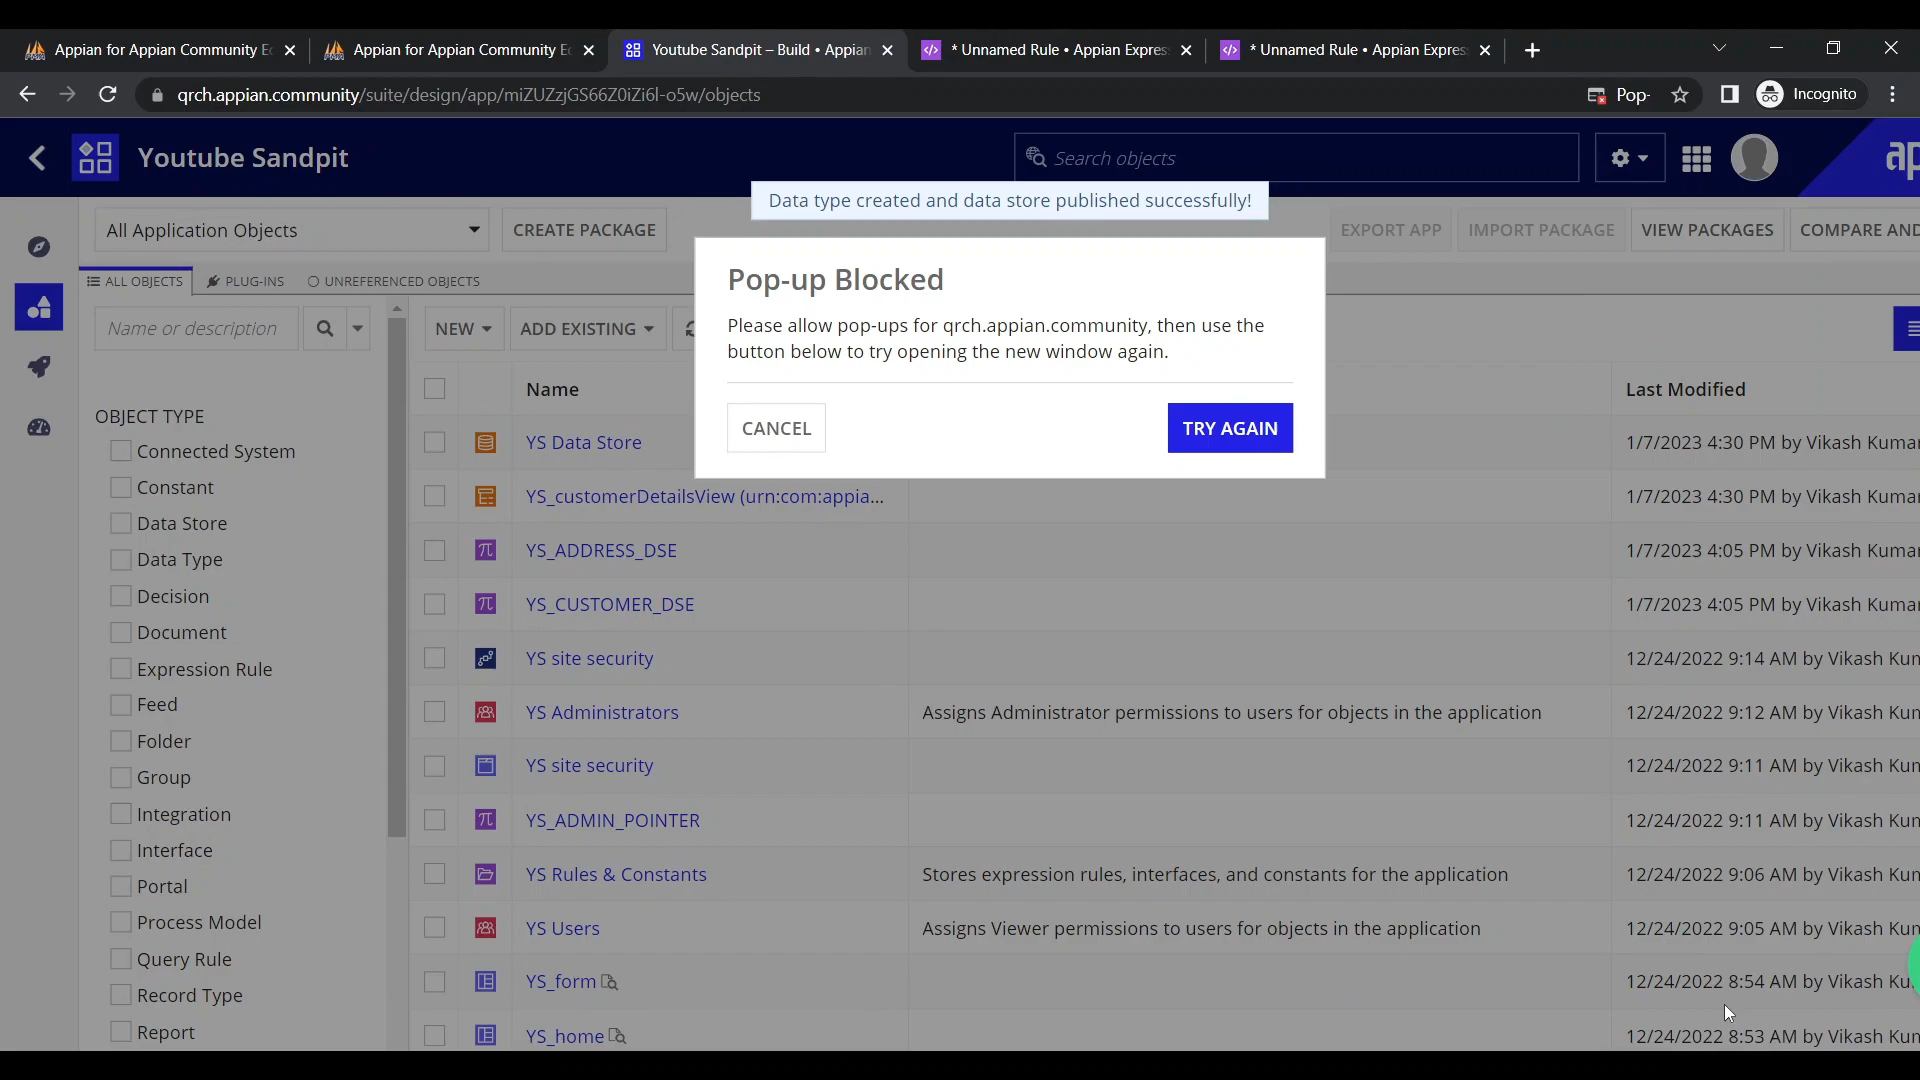 Appian for Appian Community E
Appian for Appian Community E
Youtube Sandpit – Build • Appian
* Unnamed Rule • Appian Expres
* Unnamed Rule • Appian Expres
qrch.appian.community/suite/design/app/miZUZzjGS66Z0iZi6l-o5w/objects
Pop-
Incognito
Youtube Sandpit
Search objects
ap
Data type created and data store published successfully!
All Application Objects
CREATE PACKAGE
EXPORT APP
IMPORT PACKAGE
VIEW PACKAGES
COMPARE AND
ALL OBJECTS
PLUG-INS
UNREFERENCED OBJECTS
Pop-up Blocked
Please allow pop-ups for qrch.appian.community, then use the
button below to try opening the new window again.
CANCEL
TRY AGAIN
Name or description
NEW
ADD EXISTING
OBJECT TYPE
Connected System
Constant
Data Store
Data Type
Decision
Document
Expression Rule
Feed
Folder
Group
Integration
Interface
Portal
Process Model
Query Rule
Record Type
Report
Name
Last Modified
YS Data Store
1/7/2023 4:30 PM by Vikash Kumar
YS_customerDetailsView (urn:com:appia...
1/7/2023 4:30 PM by Vikash Kumar
YS_ADDRESS_DSE
1/7/2023 4:05 PM by Vikash Kumar
YS_CUSTOMER_DSE
1/7/2023 4:05 PM by Vikash Kumar
YS site security
12/24/2022 9:14 AM by Vikash Kum
YS Administrators
Assigns Administrator permissions to users for objects in the application
12/24/2022 9:12 AM by Vikash Kum
YS site security
12/24/2022 9:11 AM by Vikash Kum
YS_ADMIN_POINTER
12/24/2022 9:11 AM by Vikash Kum
YS Rules & Constants
Stores expression rules, interfaces, and constants for the application
12/24/2022 9:06 AM by Vikash Kum
YS Users
Assigns Viewer permissions to users for objects in the application
12/24/2022 9:05 AM by Vikash Kum
YS_form
12/24/2022 8:54 AM by Vikash Ku
YS_home
12/24/2022 8:53 AM by Vikash Kum